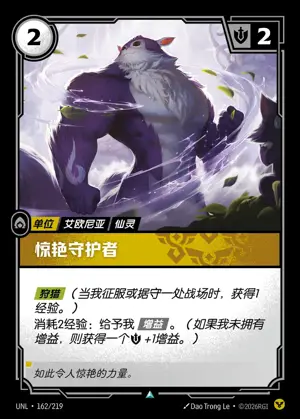 2
2
单位 艾欧尼亚 仙灵
惊艳守护者
狩猎 (当我征服或据守一处战场时,获得1
经验。)
消耗2经验:给予我 增益 。(如果我未拥有
增益,则获得一个 +1增益。)
如此令人惊艳的力量。
UNL · 162/219
Dao Trong Le ©2026RGI